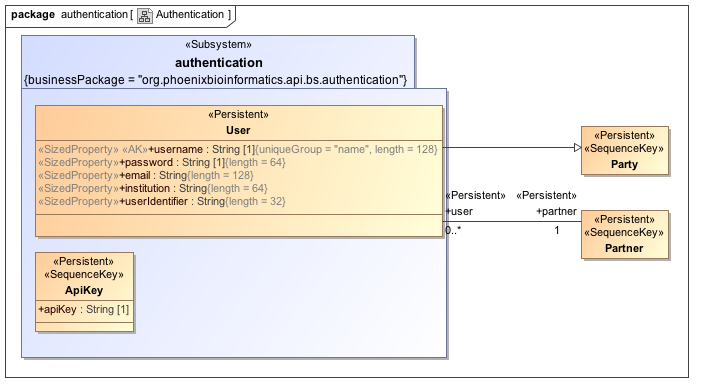 package authentication [ Authentication ]
«Subsystem»
authentication
{businessPackage = "org.phoenixbioinformatics.api.bs.authentication"}
«Persistent»
User
«SizedProperty» «AK»+username : String [1]{uniqueGroup = "name", length = 128}
«SizedProperty»+password : String [1]{length = 64}
«SizedProperty»+email : String{length = 128}
«SizedProperty»+institution : String{length = 64}
«SizedProperty»+userIdentifier : String{length = 32}
«Persistent»
«SequenceKey»
Party
«Persistent»
+user
0..*
«Persistent»
+partner
1
«Persistent»
«SequenceKey»
Partner
«Persistent»
«SequenceKey»
ApiKey
+apiKey : String [1]